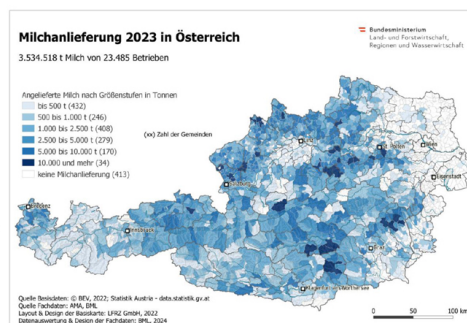 Milchanlieferung 2023 in Österreich
3.534.518 t Milch von 23.485 Betrieben
Bundesministerium
Land- und Forstwirtschaft,
Regionen und Wasserwirtschaft
Angelieferte Milch nach Größenstufen in Tonnen
bis 500 t (432)
500 bis 1.000 t (246)
1.000 bis 2.500 t (408)
2.500 bis 5.000 t (279)
5.000 bis 10.000 t (170)
10.000 und mehr (34)
keine Milchanlieferung (413)
(xx) Zahl der Gemeinden
Linz
St. Pölten
Wien
Eisenstadt
Salzburg
Bregenz
Innsbruck
Graz
Klagenfurt am Wörthersee
Quelle Basisdaten: © BEV, 2022; Statistik Austria - data.statistik.gv.at
Quelle Fachdaten: AMA, BML
Layout & Design der Basiskarte: LFRZ GmbH, 2022
Datenauswertung & Design der Fachdaten: BML, 2024
0 50 100 km